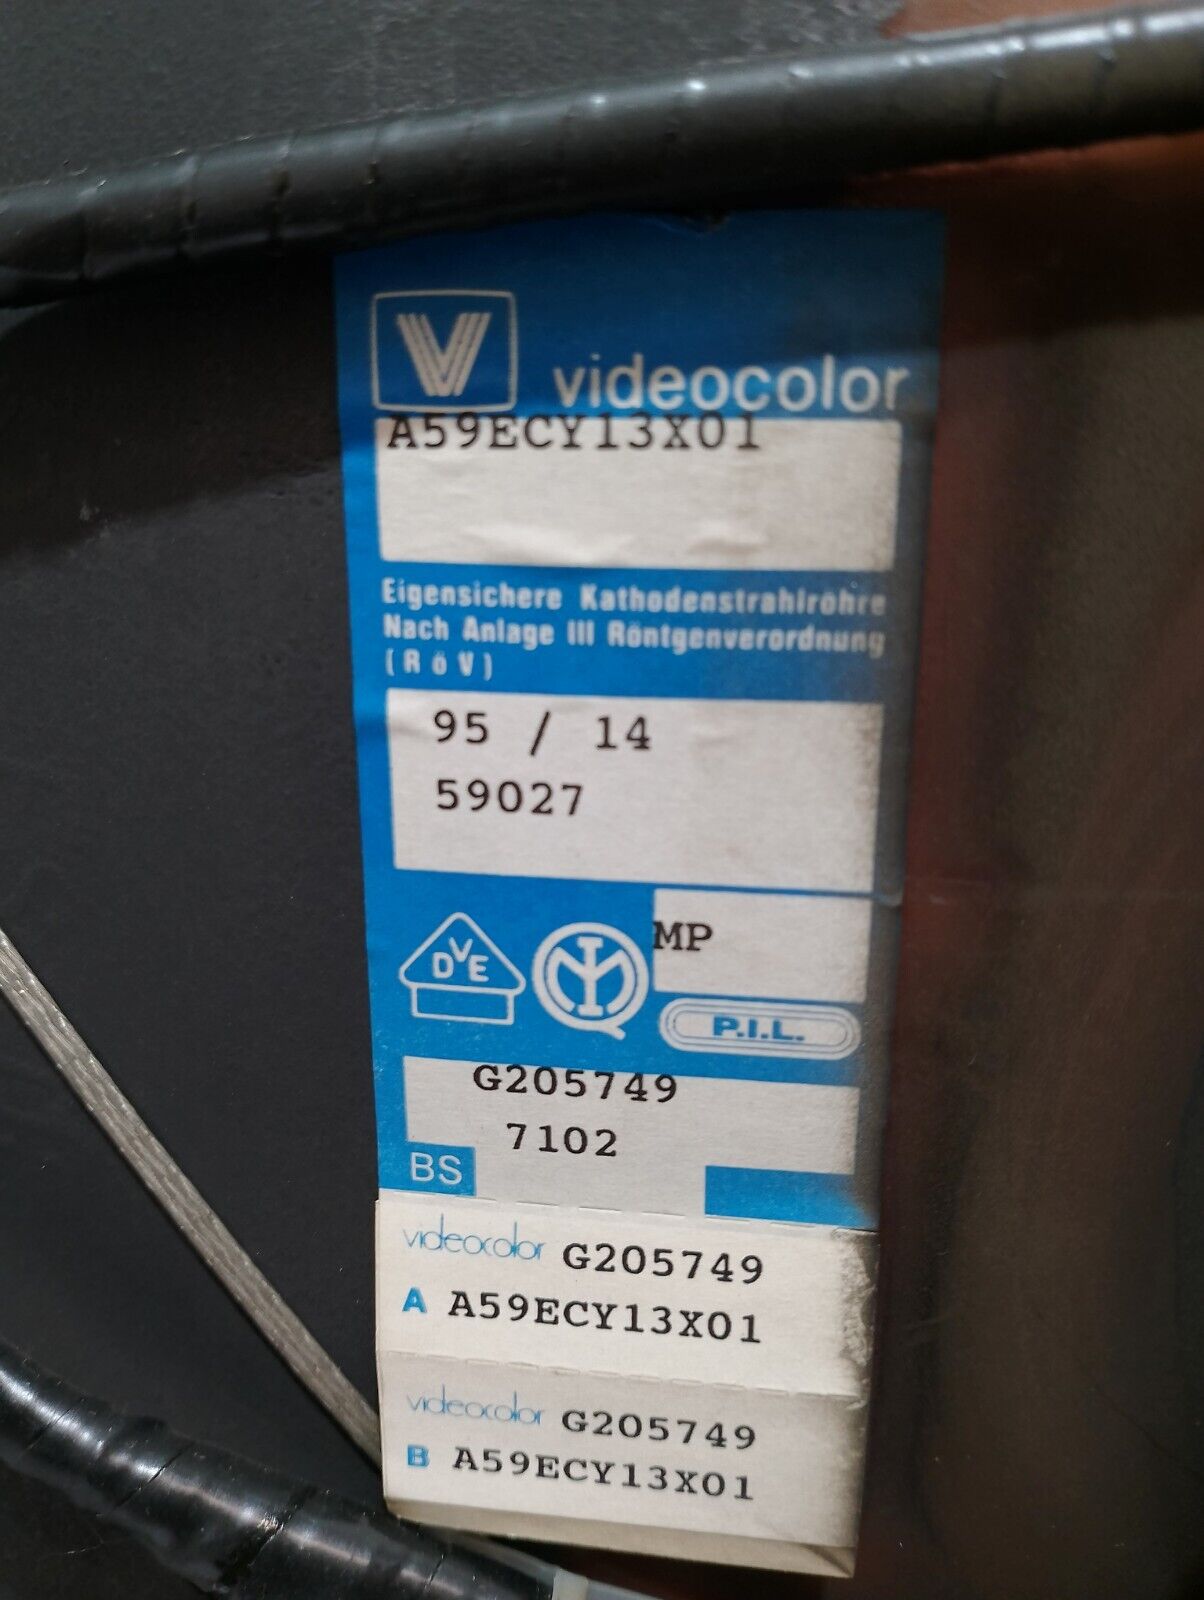 V videocolor
A59ECY13X01
Eigensichere Kathodenstrahlröhre
Nach Anlage III Röntgenverordnung
(RöV)
95 / 14
59027
MP
DVE
P.I.L.
G205749
7102
BS
videocolor G205749
A A59ECY13X01
videocolor G205749
B A59ECY13X01